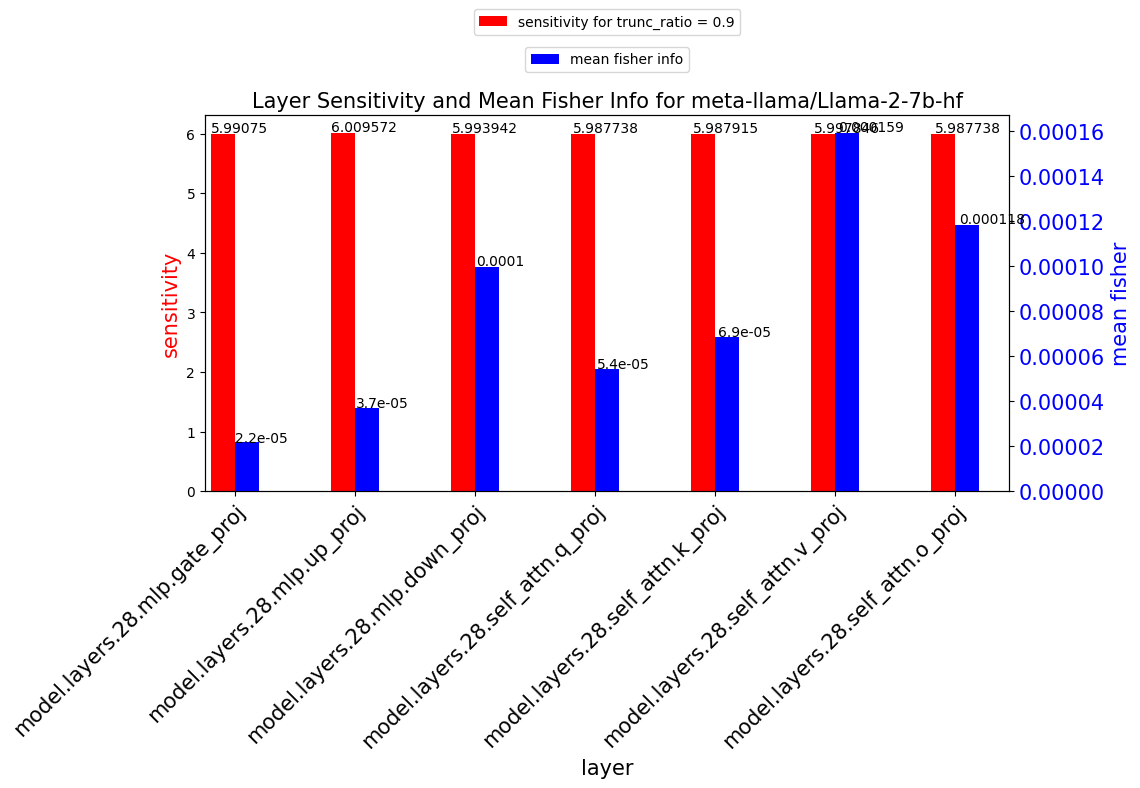 sensitivity for trunc_ratio = 0.9
mean fisher info
Layer Sensitivity and Mean Fisher Info for meta-llama/Llama-2-7b-hf
5.99075
6.009572
5.993942
5.987738
5.987915
5.997846
0.000159
5.987738
2.2e-05
3.7e-05
0.0001
5.4e-05
6.9e-05
0.000118
sensitivity
6
5
4
3
2
1
0
0.00016
0.00014
0.00012
0.00010
0.00008
0.00006
0.00004
0.00002
0.00000
mean fisher
model.layers.28.mlp.gate_proj
model.layers.28.mlp.up_proj
model.layers.28.mlp.down_proj
model.layers.28.self_attn.q_proj
model.layers.28.self_attn.k_proj
model.layers.28.self_attn.v_proj
model.layers.28.self_attn.o_proj
layer